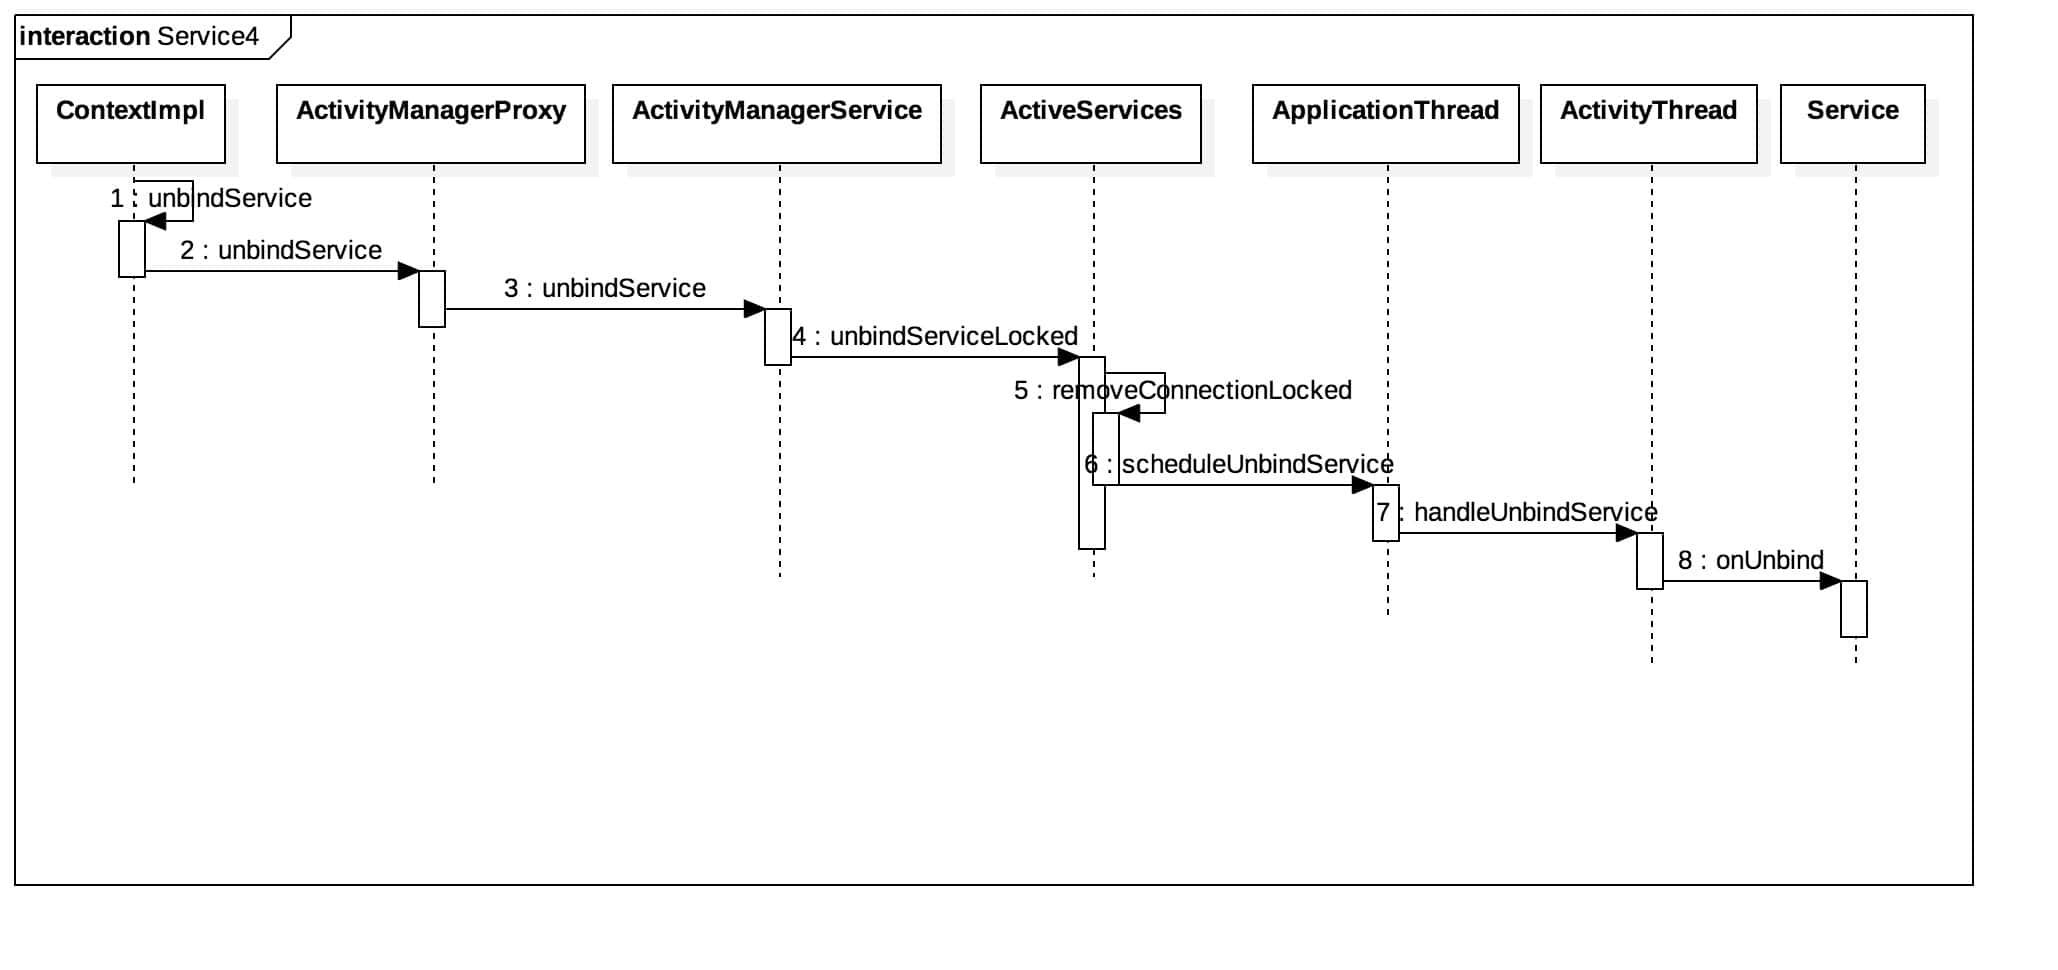 interaction Service4
ContextImpl
ActivityManagerProxy
ActivityManagerService
ActiveServices
ApplicationThread
ActivityThread
Service
1 : unbindService
2 : unbindService
3 : unbindService
4 : unbindServiceLocked
5 : removeConnectionLocked
6 : scheduleUnbindService
7 : handleUnbindService
8 : onUnbind